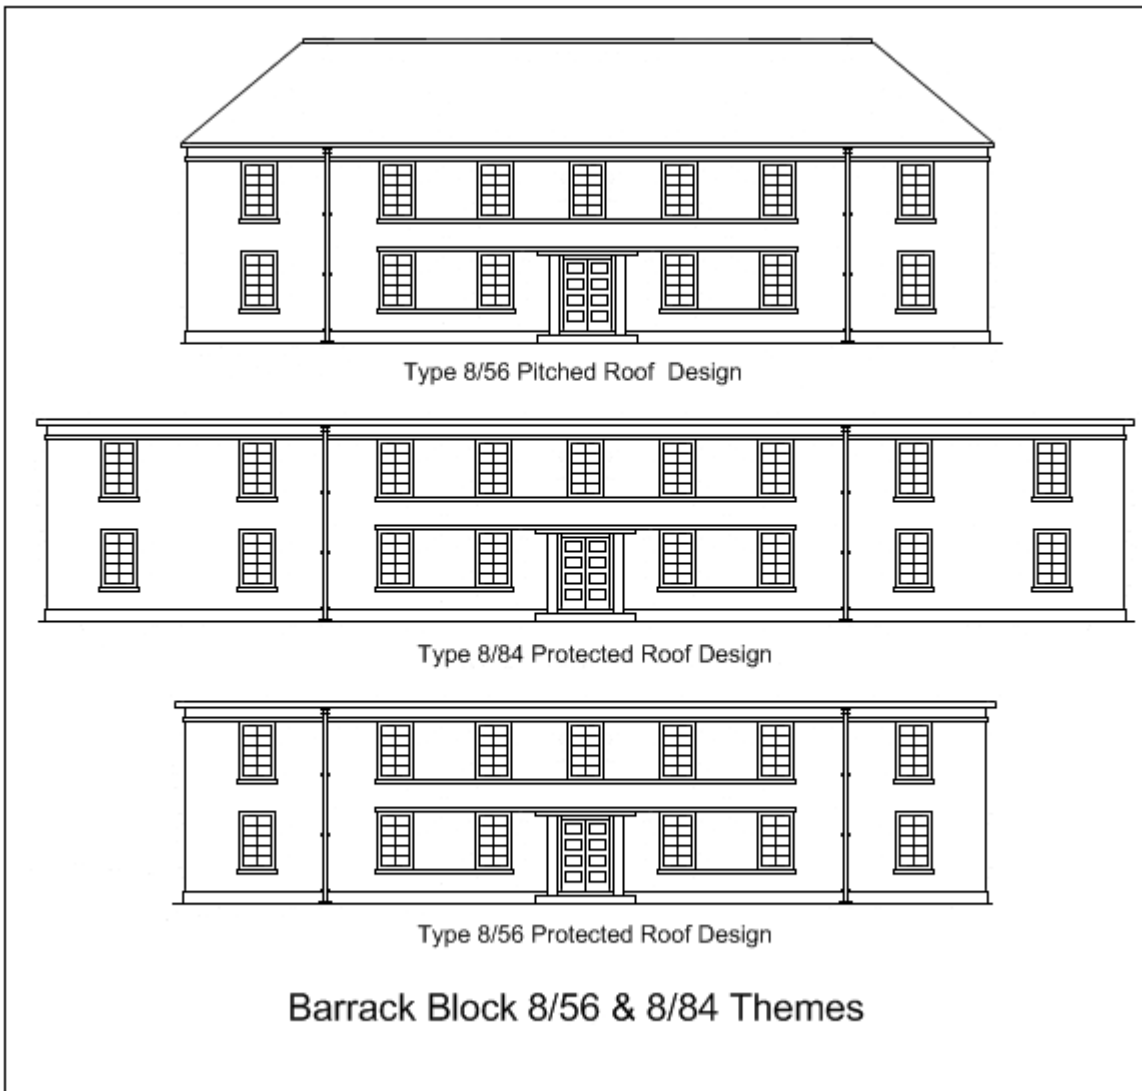 Type 8/56 Pitched Roof Design
Type 8/84 Protected Roof Design
Type 8/56 Protected Roof Design
Barrack Block 8/56 & 8/84 Themes